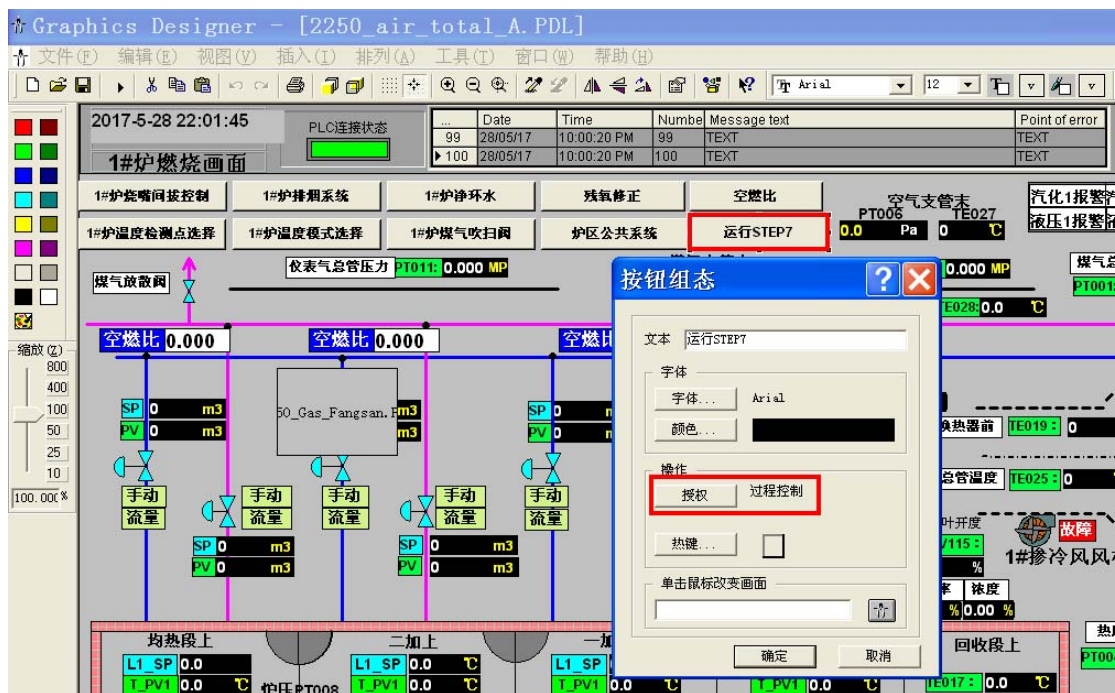 Graphics Designer - [2250_air_total_A.PDL]
文件(F) 编辑(E) 视图(V) 插入(I) 排列(A) 工具(T) 窗口(W) 帮助(H)
Arial 12
2017-5-28 22:01:45
PLC连接状态
1#炉燃烧画面
... Date Time Numbe Message text Point of error
99 28/05/17 10:00:20 PM 99 TEXT TEXT
100 28/05/17 10:00:20 PM 100 TEXT TEXT
1#炉烧嘴间拔控制 1#炉排烟系统 1#炉净环水 残氧修正 空燃比
1#炉温度检测点选择 1#炉温度模式选择 1#炉煤气吹扫阀 炉区公共系统 运行STEP7
空气支管末
PT006 TE027
0.0 Pa 0 ℃
汽化1报警
液压1报警
煤气放散阀
仪表气总管压力 PT011: 0.000 MP
0.000 MP
煤气总
PT001:
TE028: 0.0 ℃
空燃比 0.000 空燃比 0.000 空燃比
缩放(Z)
800
400
100
50
25
10
100.00( %
50_Gas_Fangsan.P
SP 0 m3
PV 0 m3
m3
m3
SP 0
PV 0
手动 手动 手动 手动 手动
流量 流量 流量 流量 流量
SP 0 m3
PV 0 m3
SP 0 m3
PV 0 m3
按钮组态
文本 运行STEP7
字体
字体... Arial
颜色...
操作
授权 过程控制
热键...
单击鼠标改变画面
确定 取消
换热器前 TE019: 0
总管温度 TE025: 0
叶开度
V115:
%
故障
1#掺冷风风机
率 浓度
% 0.00 %
均热段上 二加上 一加 回收段上
L1_SP 0.0 L1_SP 0.0 ℃ L1_SP
T_PV1 0.0 ℃ 炉压PT008 T_PV1 0.0 ℃ T_PV1 0.0 ℃ T_PV1 0.0 ℃ TE017: 0.0 ℃
PT00